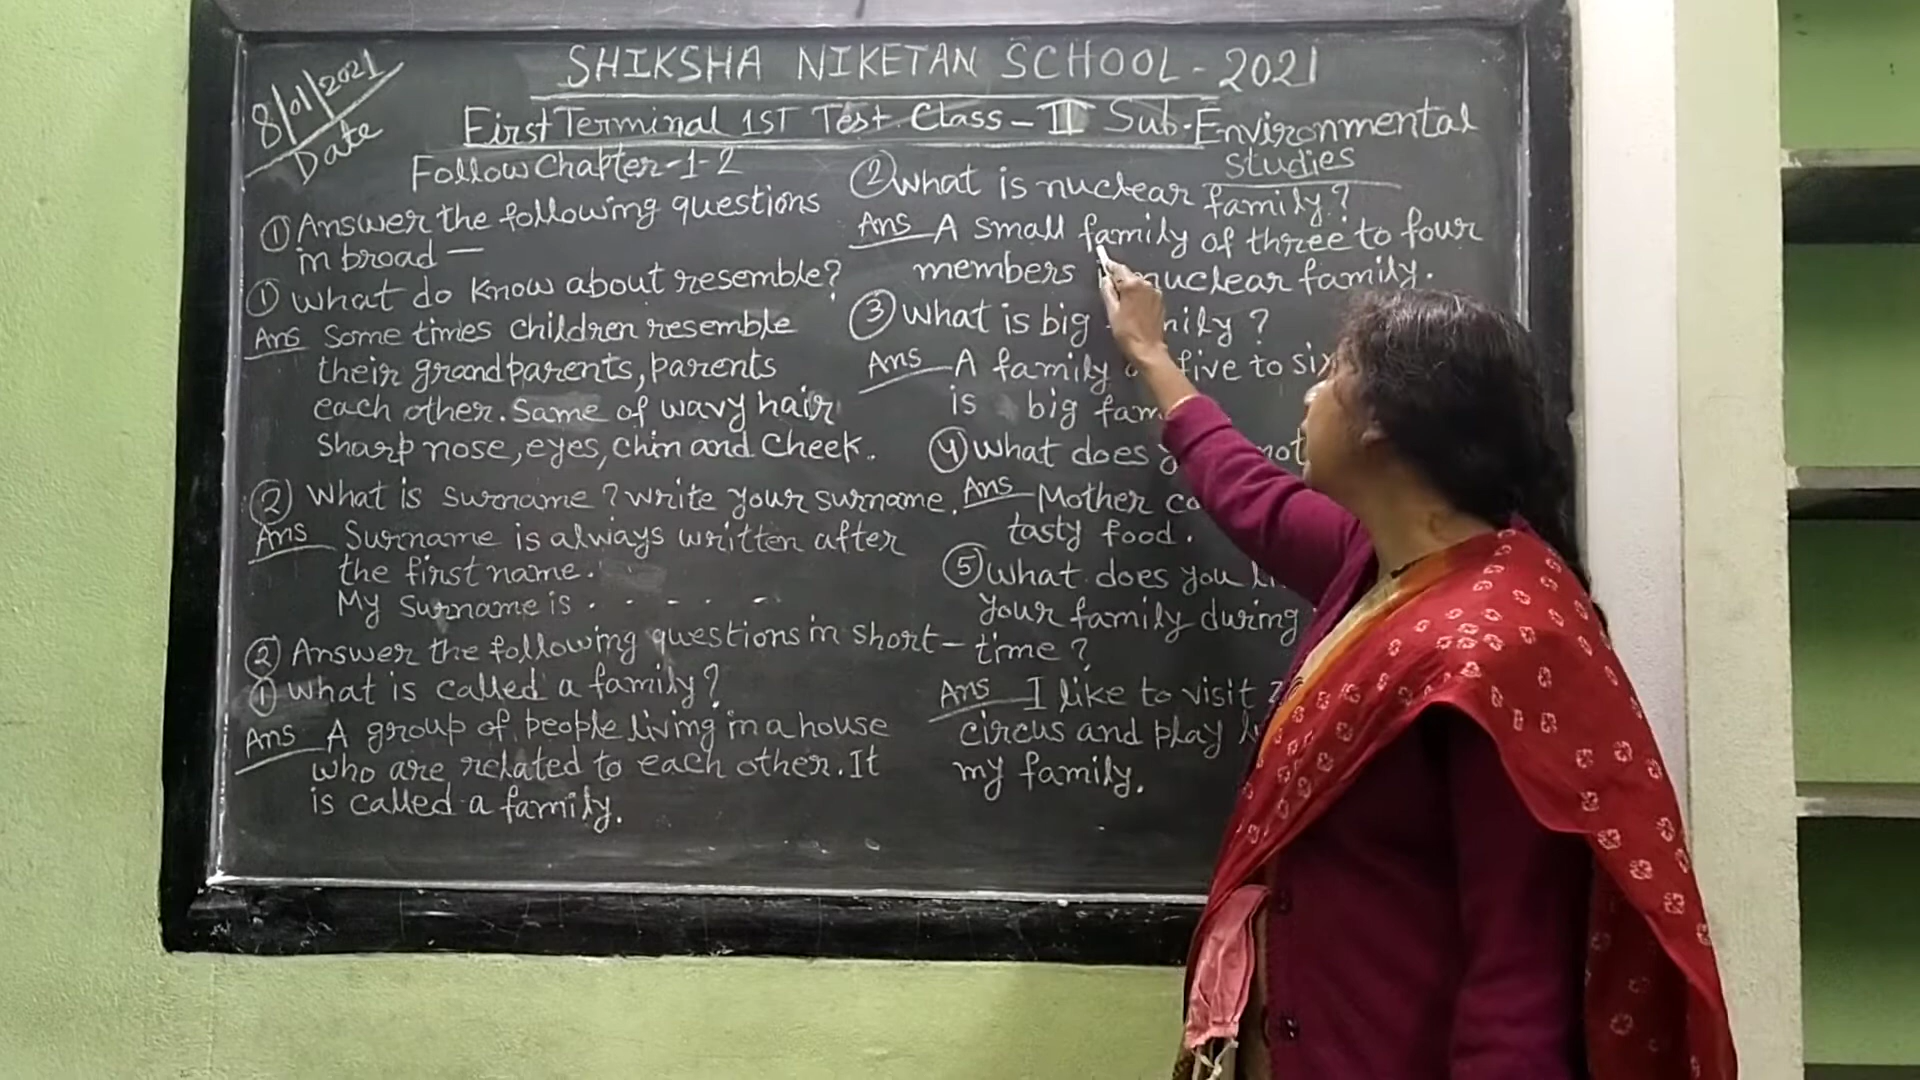 8/01/2021
Date
SHIKSHA NIKETAN SCHOOL - 2021
First Terminal 1ST Test Class - II Sub. Environmental
Studies
Follow Chapter-1-2
① Answer the following questions
in broad —
① What do know about resemble?
Ans Some times children resemble
their grandparents, parents
each other. Same of wavy hair
sharp nose, eyes, chin and cheek.
② What is surname? Write your surname.
Ans Surname is always written after
the first name.
My surname is . . - . -
② Answer the following questions in short —
① What is called a family?
Ans A group of people living in a house
who are related to each other. It
is called a family.
② What is nuclear family?
Ans A small family of three to four
members nuclear family.
③ What is big family?
Ans A family five to six
is big
④ What does
Ans Mother
tasty food.
⑤ What does you
your family during
time?
Ans I like to visit
circus and play
my family.